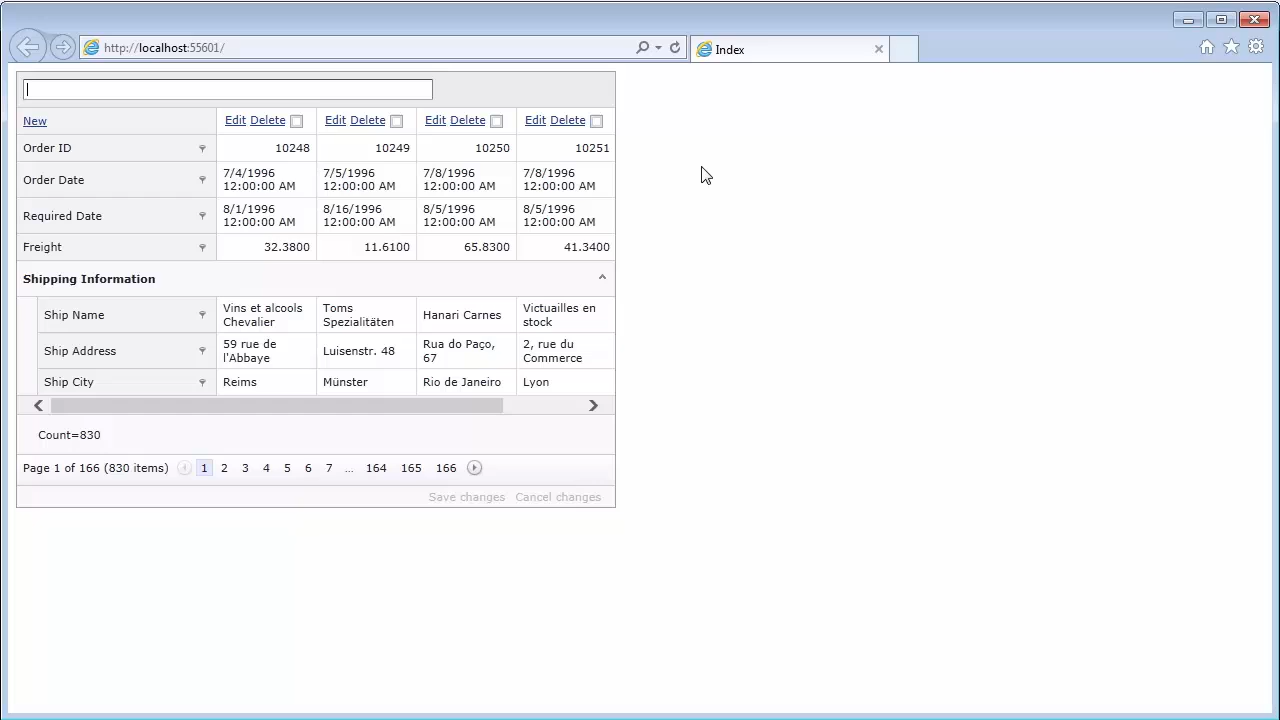 http://localhost:55601/
Index
New Edit Delete Edit Delete Edit Delete Edit Delete
Order ID 10248 10249 10250 10251
Order Date 7/4/1996 12:00:00 AM 7/5/1996 12:00:00 AM 7/8/1996 12:00:00 AM 7/8/1996 12:00:00 AM
Required Date 8/1/1996 12:00:00 AM 8/16/1996 12:00:00 AM 8/5/1996 12:00:00 AM 8/5/1996 12:00:00 AM
Freight 32.3800 11.6100 65.8300 41.3400
Shipping Information
Ship Name Vins et alcools Chevalier Toms Spezialitäten Hanari Carnes Victuailles en stock
Ship Address 59 rue de l'Abbaye Luisenstr. 48 Rua do Paço, 67 2, rue du Commerce
Ship City Reims Münster Rio de Janeiro Lyon
Count=830
Page 1 of 166 (830 items) 1 2 3 4 5 6 7 … 164 165 166
Save changes Cancel changes